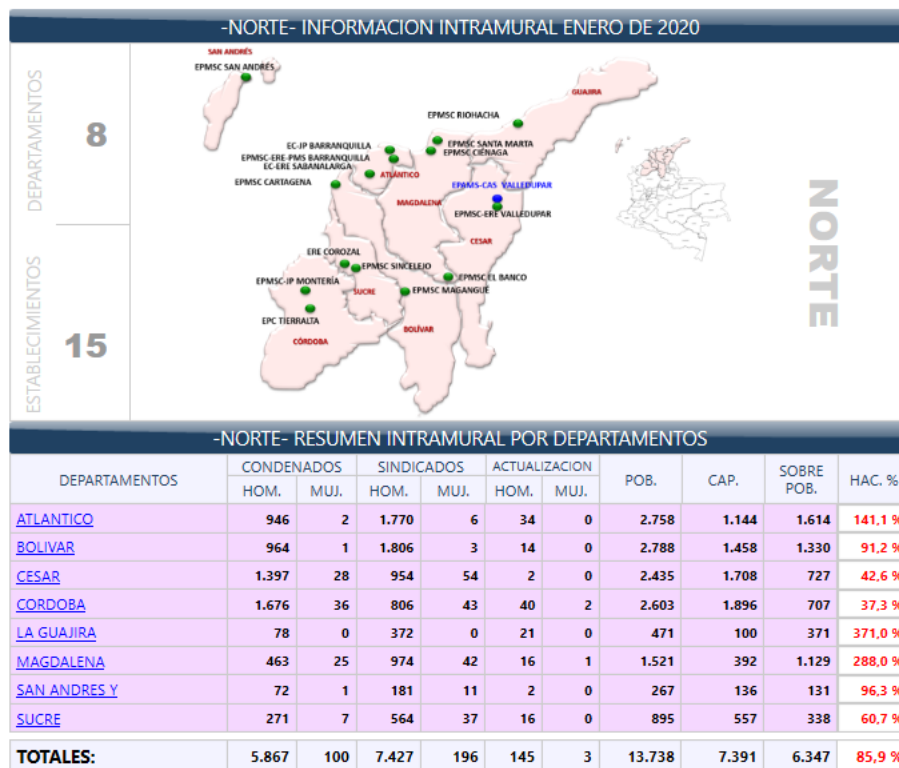 -NORTE- INFORMACION INTRAMURAL ENERO DE 2020
DEPARTAMENTOS
8
ESTABLECIMIENTOS
15
SAN ANDRÉS
EPMSC SAN ANDRÉS
GUAJIRA
EPMSC RIOHACHA
EC-JP BARRANQUILLA
EPMSC SANTA MARTA
EPMSC-ERE-PMS BARRANQUILLA
EPMSC CIÉNAGA
EC-ERE SABANALARGA
ATLÁNTICO
EPMSC CARTAGENA
EPAMS-CAS VALLEDUPAR
MAGDALENA
EPMSC-ERE VALLEDUPAR
CESAR
ERE COROZAL
EPMSC SINCELEJO
EPMSC EL BANCO
EPMSC-JP MONTERÍA
SUCRE
EPMSC MAGANGUÉ
EPC TIERRALTA
BOLÍVAR
CÓRDOBA
NORTE
-NORTE- RESUMEN INTRAMURAL POR DEPARTAMENTOS
DEPARTAMENTOS CONDENADOS SINDICADOS ACTUALIZACION POB. CAP. SOBRE POB. HAC. %
HOM. MUJ. HOM. MUJ. HOM. MUJ.
ATLANTICO 946 2 1.770 6 34 0 2.758 1.144 1.614 141,1 %
BOLIVAR 964 1 1.806 3 14 0 2.788 1.458 1.330 91,2 %
CESAR 1.397 28 954 54 2 0 2.435 1.708 727 42,6 %
CORDOBA 1.676 36 806 43 40 2 2.603 1.896 707 37,3 %
LA GUAJIRA 78 0 372 0 21 0 471 100 371 371,0 %
MAGDALENA 463 25 974 42 16 1 1.521 392 1.129 288,0 %
SAN ANDRES Y 72 1 181 11 2 0 267 136 131 96,3 %
SUCRE 271 7 564 37 16 0 895 557 338 60,7 %
TOTALES: 5.867 100 7.427 196 145 3 13.738 7.391 6.347 85,9 %